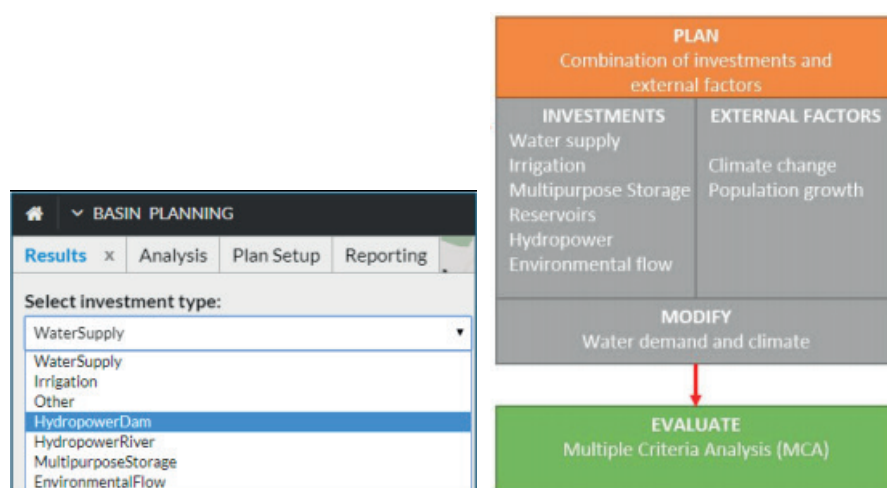 BASIN PLANNING
Results x Analysis Plan Setup Reporting
Select investment type:
WaterSupply
WaterSupply
Irrigation
Other
HydropowerDam
HydropowerRiver
MultipurposeStorage
EnvironmentalFlow
PLAN
Combination of investments and
external factors
INVESTMENTS
Water supply
Irrigation
Multipurpose Storage
Reservoirs
Hydropower
Environmental flow
EXTERNAL FACTORS
Climate change
Population growth
MODIFY
Water demand and climate
EVALUATE
Multiple Criteria Analysis (MCA)